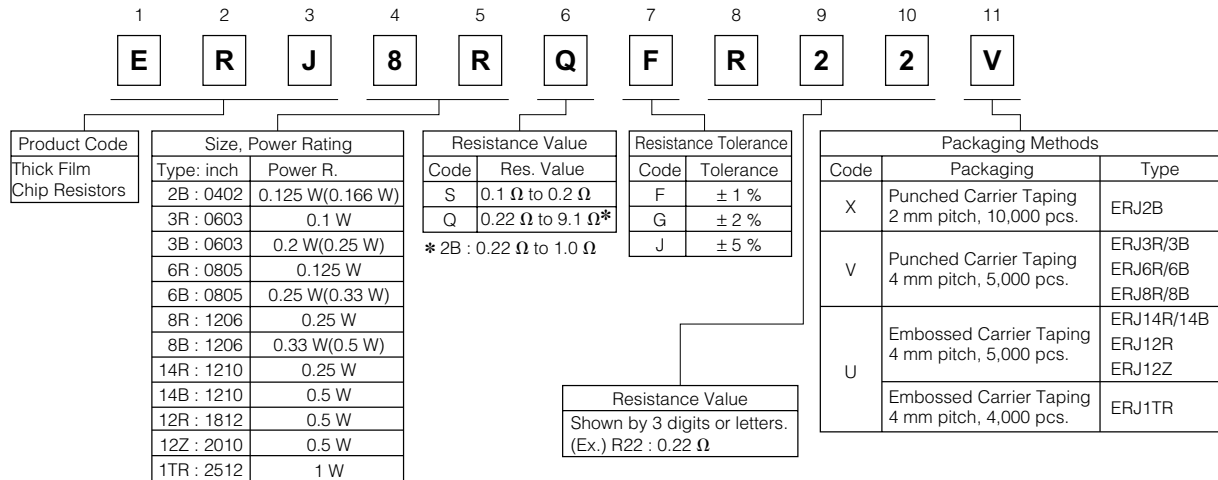 1 2 3 4 5 6 7 8 9 10 11
E R J 8 R Q F R 2 2 V
Product Code
Thick Film
Chip Resistors
Size, Power Rating
Type: inch Power R.
2B : 0402 0.125 W(0.166 W)
3R : 0603 0.1 W
3B : 0603 0.2 W(0.25 W)
6R : 0805 0.125 W
6B : 0805 0.25 W(0.33 W)
8R : 1206 0.25 W
8B : 1206 0.33 W(0.5 W)
14R : 1210 0.25 W
14B : 1210 0.5 W
12R : 1812 0.5 W
12Z : 2010 0.5 W
1TR : 2512 1 W
Resistance Value
Code Res. Value
S 0.1 Ω to 0.2 Ω
Q 0.22 Ω to 9.1 Ω*
* 2B : 0.22 Ω to 1.0 Ω
Resistance Tolerance
Code Tolerance
F ± 1 %
G ± 2 %
J ± 5 %
Resistance Value
Shown by 3 digits or letters.
(Ex.) R22 : 0.22 Ω
Packaging Methods
Code Packaging Type
X Punched Carrier Taping
2 mm pitch, 10,000 pcs. ERJ2B
V Punched Carrier Taping
4 mm pitch, 5,000 pcs.
ERJ3R/3B
ERJ6R/6B
ERJ8R/8B
U Embossed Carrier Taping
4 mm pitch, 5,000 pcs.
ERJ14R/14B
ERJ12R
ERJ12Z
Embossed Carrier Taping
4 mm pitch, 4,000 pcs. ERJ1TR